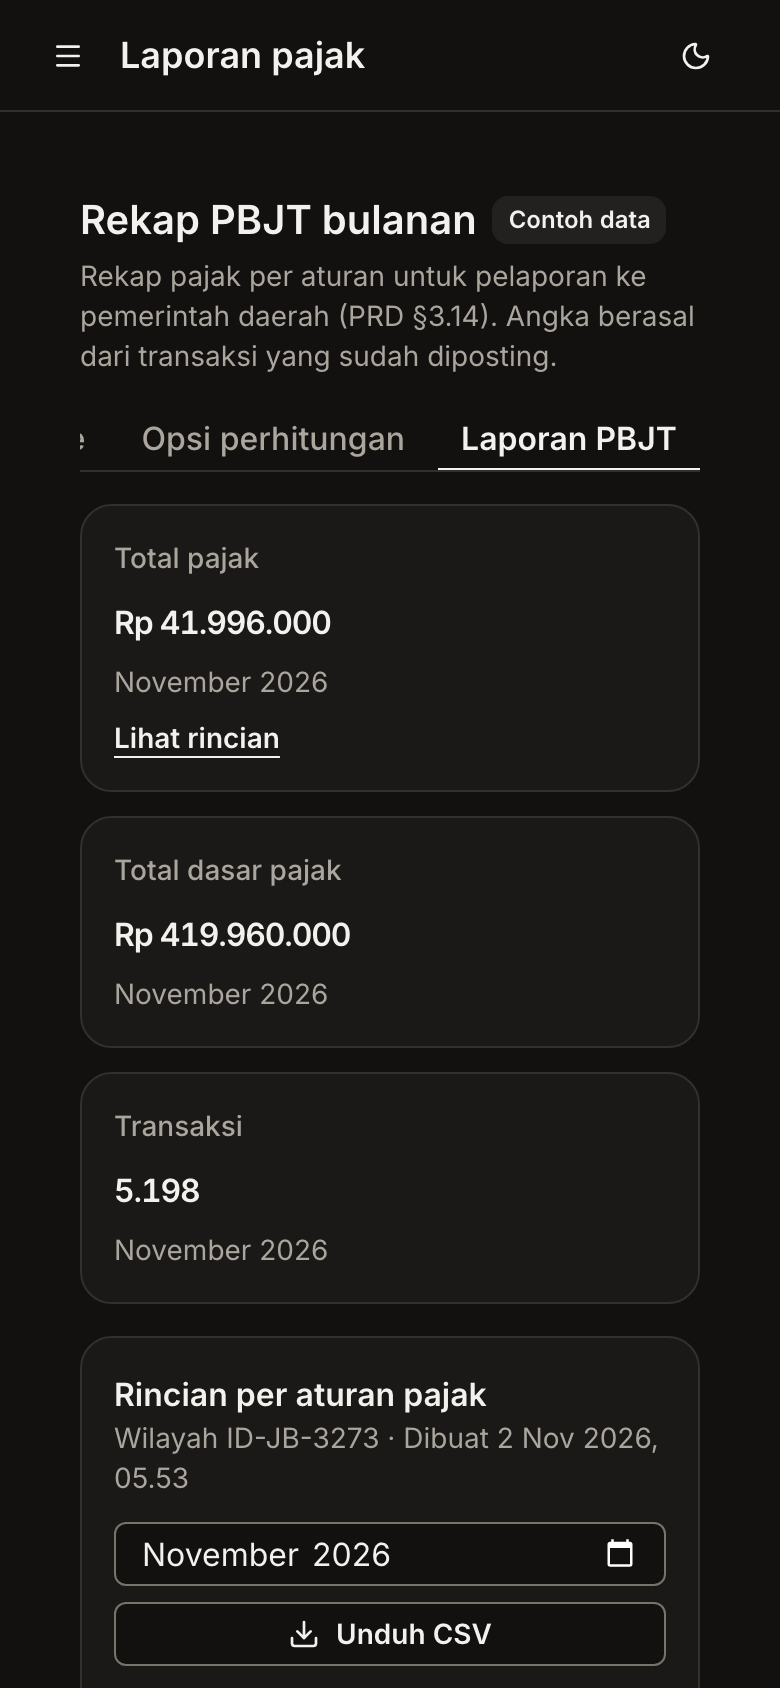 Laporan pajak
Rekap PBJT bulanan
Contoh data
Rekap pajak per aturan untuk pelaporan ke
pemerintah daerah (PRD §3.14). Angka berasal
dari transaksi yang sudah diposting.
Opsi perhitungan
Laporan PBJT
Total pajak
Rp 41.996.000
November 2026
Lihat rincian
Total dasar pajak
Rp 419.960.000
November 2026
Transaksi
5.198
November 2026
Rincian per aturan pajak
Wilayah ID-JB-3273 · Dibuat 2 Nov 2026,
05.53
November 2026
Unduh CSV